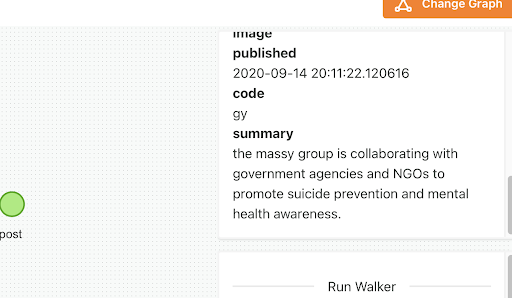 Change Graph
image
published
2020-09-14 20:11:22.120616
code
gy
summary
the massy group is collaborating with
government agencies and NGOs to
promote suicide prevention and mental
health awareness.
post
Run Walker